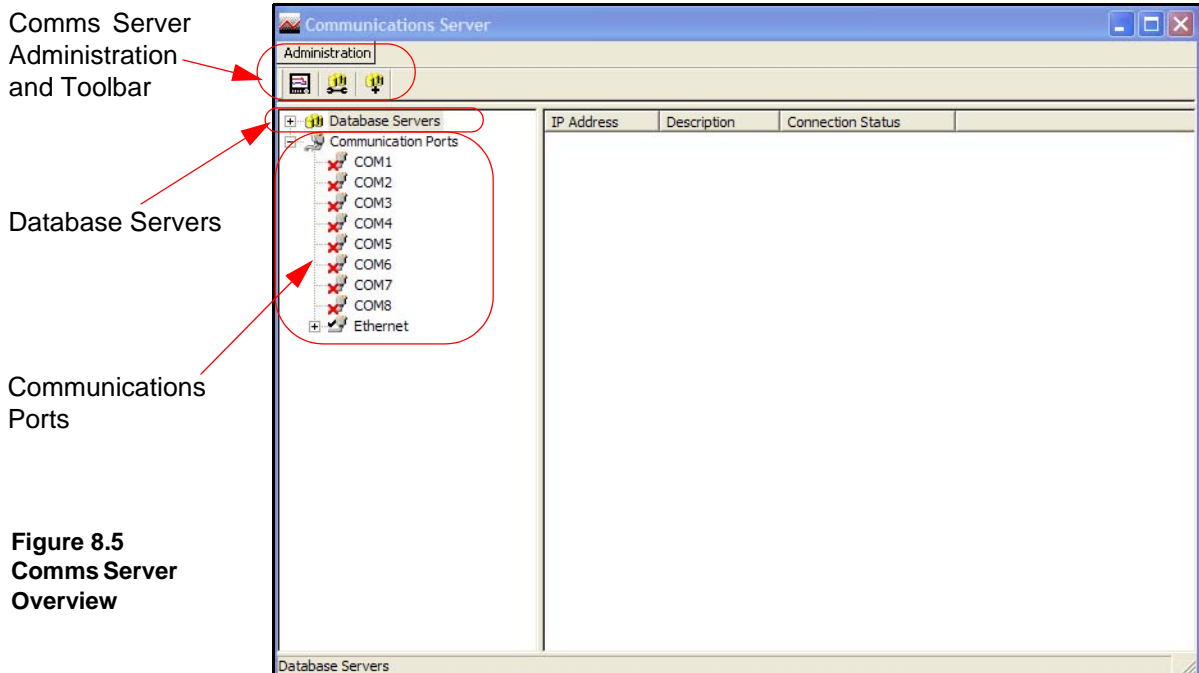 Comms Server
Administration
and Toolbar
Database Servers
Communications
Ports
Figure 8.5
Comms Server
Overview
Communications Server
Administration
Database Servers
Communication Ports
COM1
COM2
COM3
COM4
COM5
COM6
COM7
COM8
Ethernet
IP Address Description Connection Status
Database Servers